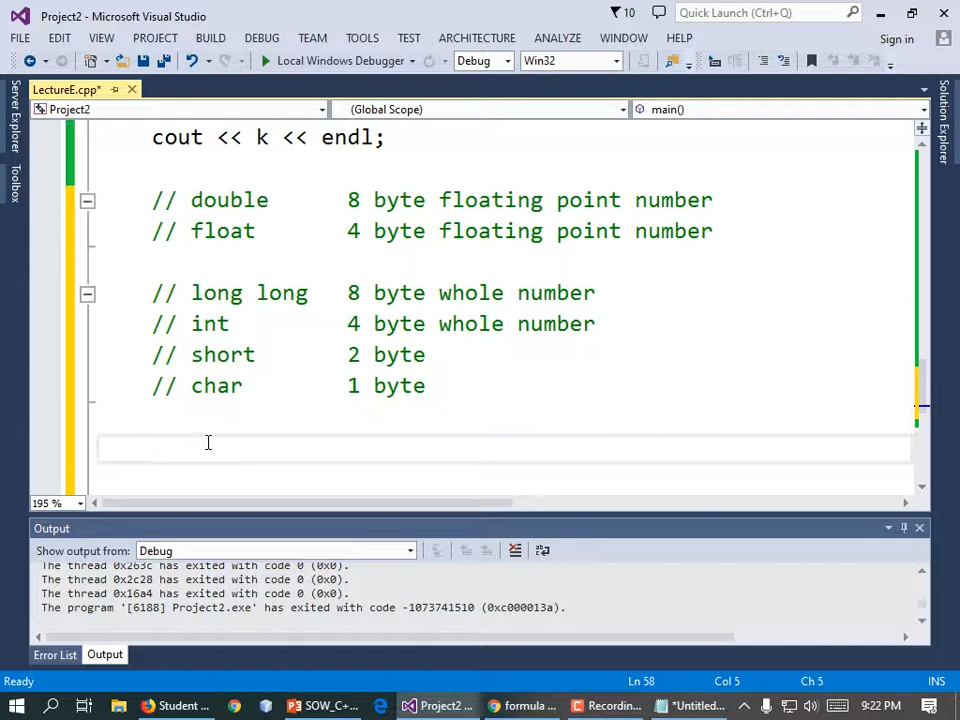 Project2 - Microsoft Visual Studio
10
Quick Launch (Ctrl+Q)
FILE EDIT VIEW PROJECT BUILD DEBUG TEAM TOOLS TEST ARCHITECTURE ANALYZE WINDOW HELP Sign in
Local Windows Debugger Debug Win32
LectureE.cpp*
Project2 (Global Scope) main()
Server Explorer
Toolbox
Solution Explorer
cout << k << endl;
// double 8 byte floating point number
// float 4 byte floating point number
// long long 8 byte whole number
// int 4 byte whole number
// short 2 byte
// char 1 byte
195 %
Output
Show output from: Debug
The thread 0x263c has exited with code 0 (0x0).
The thread 0x2c28 has exited with code 0 (0x0).
The thread 0x16a4 has exited with code 0 (0x0).
The program '[6188] Project2.exe' has exited with code -1073741510 (0xc000013a).
Error List Output
Ready Ln 58 Col 5 Ch 5 INS
Student ... SOW_C+... Project2 ... formula ... Recordin... *Untitled... 9:22 PM